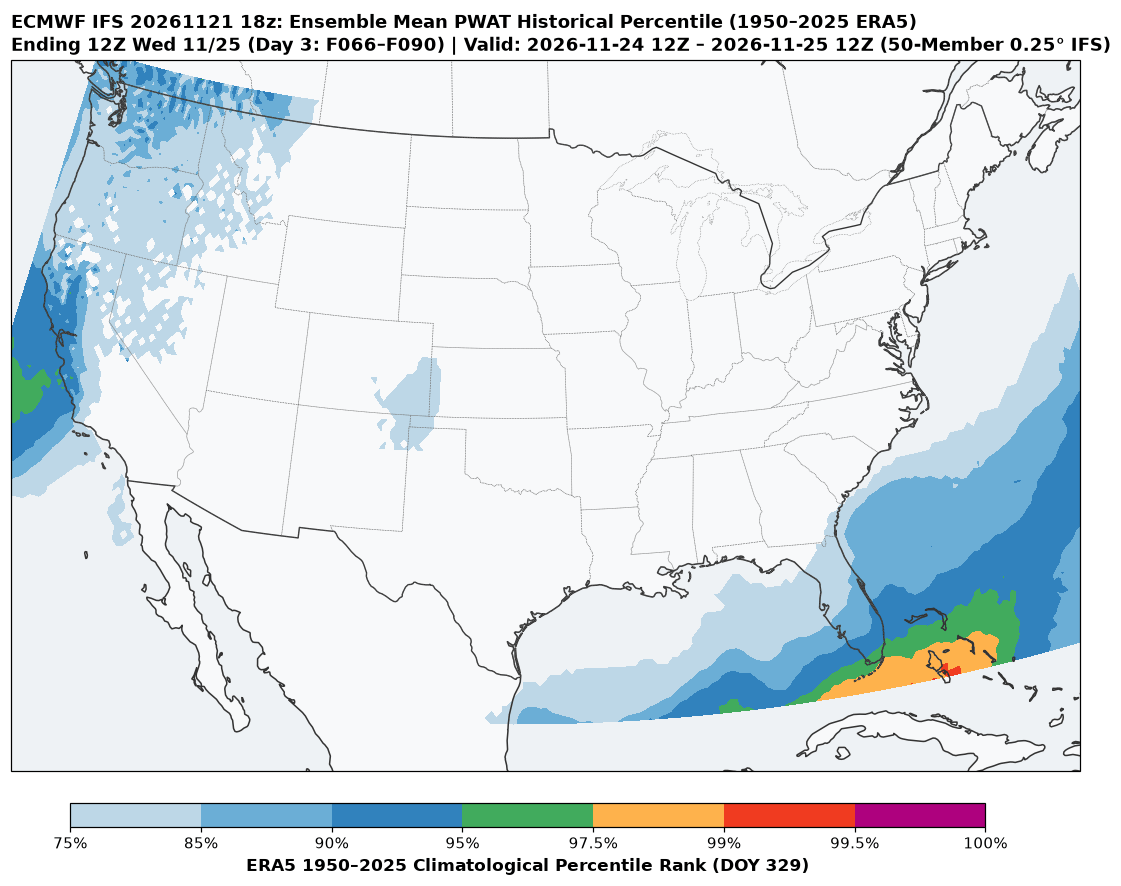 ECMWF IFS 20261121 18z: Ensemble Mean PWAT Historical Percentile (1950–2025 ERA5)
Ending 12Z Wed 11/25 (Day 3: F066–F090) | Valid: 2026-11-24 12Z – 2026-11-25 12Z (50-Member 0.25° IFS)
75% 85% 90% 95% 97.5% 99% 99.5% 100%
ERA5 1950–2025 Climatological Percentile Rank (DOY 329)